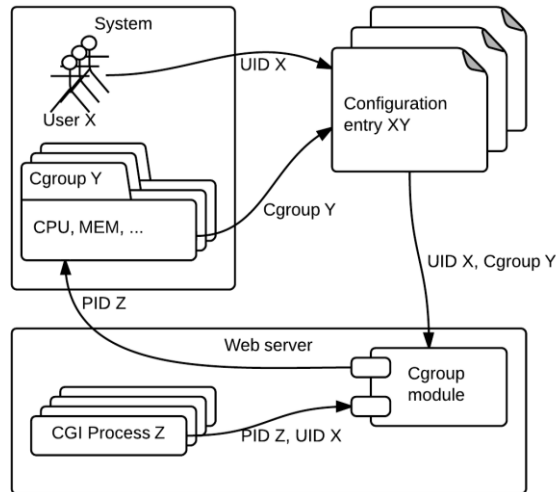 System
UID X
User X
Configuration
entry XY
Cgroup Y
CPU, MEM, ...
Cgroup Y
UID X, Cgroup Y
PID Z
Web server
Cgroup
module
CGI Process Z
PID Z, UID X